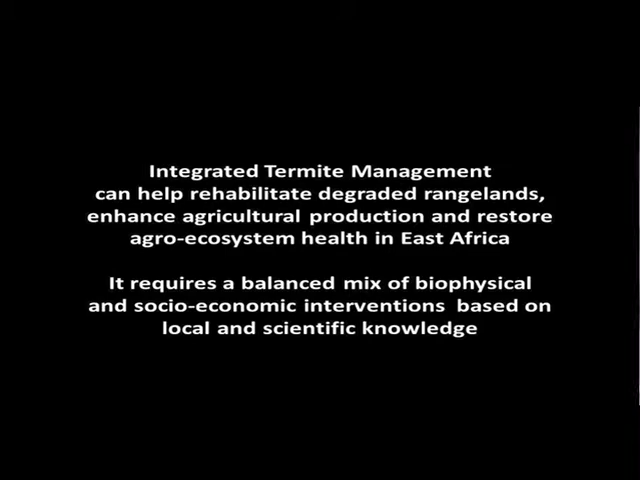 Integrated Termite Management
can help rehabilitate degraded rangelands,
enhance agricultural production and restore
agro-ecosystem health in East Africa
It requires a balanced mix of biophysical
and socio-economic interventions based on
local and scientific knowledge